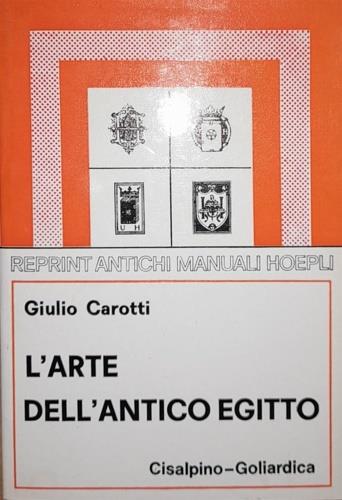 U H
REPRINT ANTICHI MANUALI HOEPLI
Giulio Carotti
L'ARTE
DELL'ANTICO EGITTO
Cisalpino-Goliardica